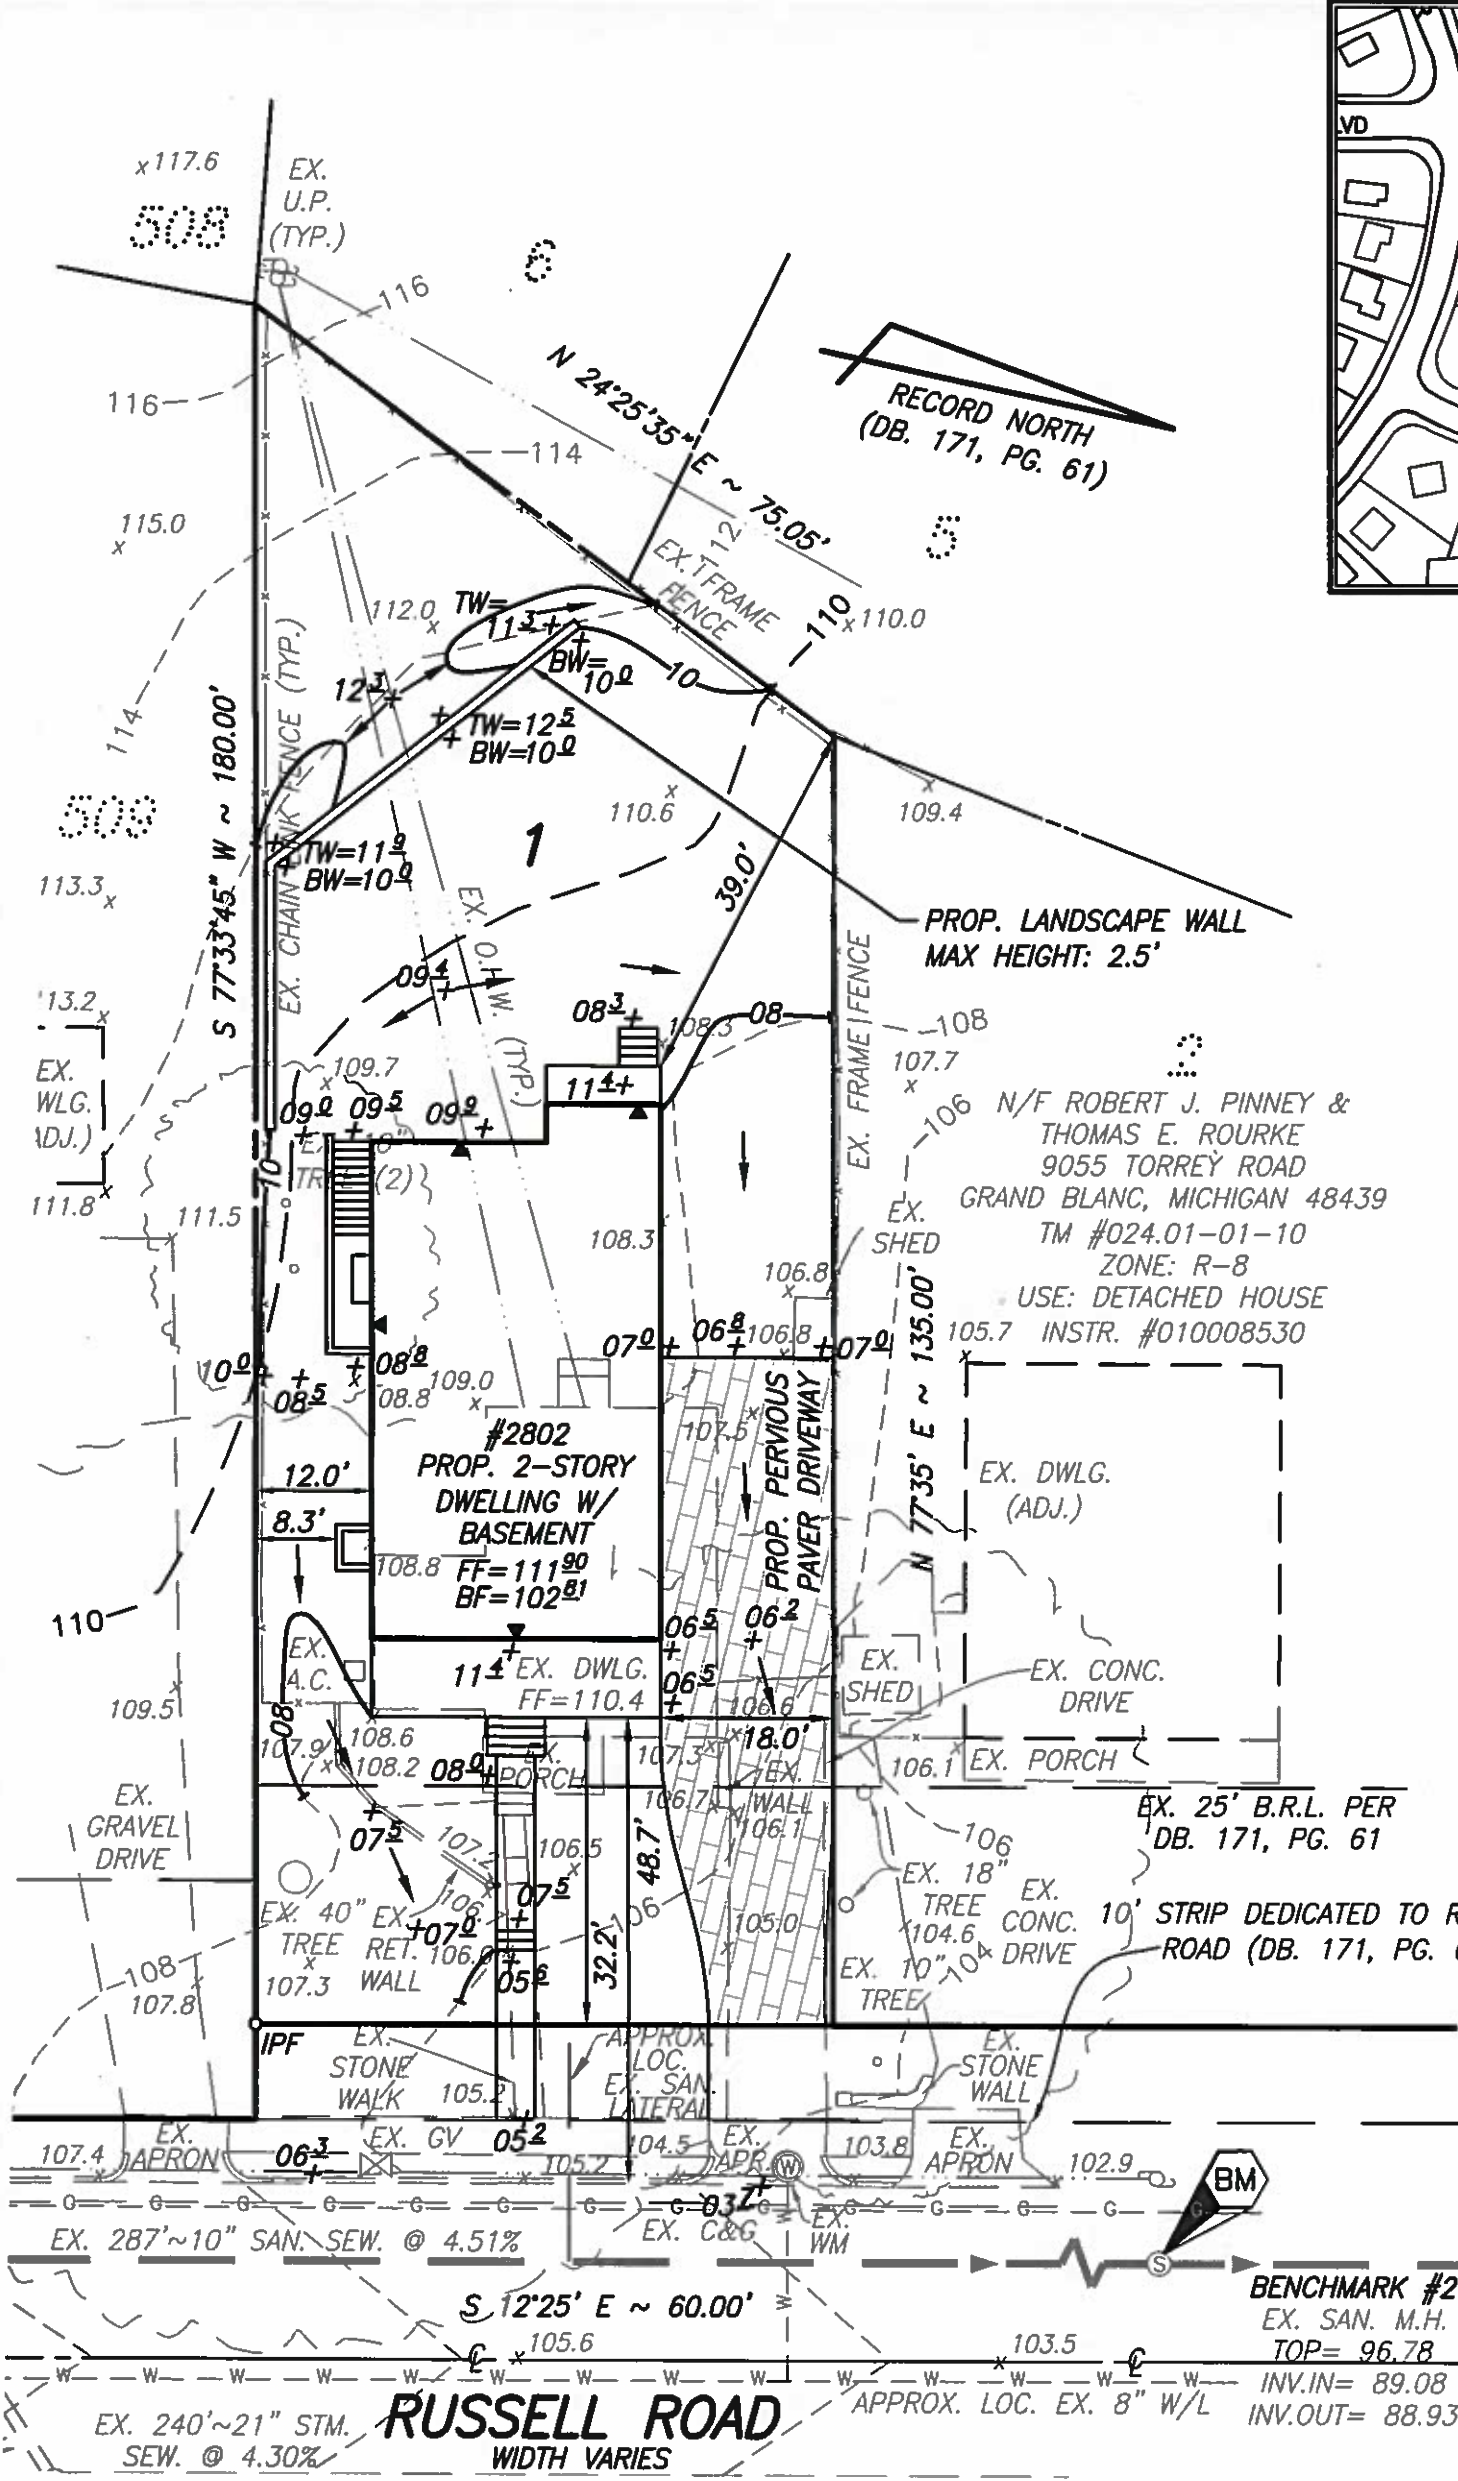 x117.6
508
EX.
U.P.
(TYP.)
6
VD
116
116
114
N 24°25'35" E ~ 75.05'
RECORD NORTH
(DB. 171, PG. 61)
115.0
5
112
EX. FRAME
FENCE
110
110.0
112.0
TW=
11 3
BW=
10 0
10
12 3
TW=12 5
BW=10 0
114
S 77°33'45" W ~ 180.00'
EX. CHAIN LINK FENCE (TYP.)
509
110.6
1
109.4
TW=11 9
BW=10 0
113.3
39.0'
PROP. LANDSCAPE WALL
MAX HEIGHT: 2.5'
EX. O.H.W. (TYP.)
09 4
EX. FRAME FENCE
08 3
108.3
08
108
107.7
2
113.2
EX.
WLG.
109.7
11 4
09 0
09 5
09 9
106
N/F ROBERT J. PINNEY &
THOMAS E. ROURKE
9055 TORREY ROAD
GRAND BLANC, MICHIGAN 48439
TM #024.01-01-10
ZONE: R-8
USE: DETACHED HOUSE
INSTR. #010008530
10
(2)
111.8
111.5
108.3
EX.
SHED
106.8
07 0
06 8
106.8
07 0
105.7
N 77°35' E ~ 135.00'
10 0
08 5
08 8
08.8
109.0
#2802
PROP. 2-STORY
DWELLING W/
BASEMENT
FF=111 90
BF=102 81
107.5
PROP. PERVIOUS
PAVER DRIVEWAY
EX. DWLG.
(ADJ.)
12.0'
8.3'
108.8
110
06 5
06 2
EX.
A.C.
11 4
EX. DWLG.
FF=110.4
06 5
106.6
EX.
SHED
EX. CONC.
DRIVE
109.5
08
107.9
108.6
108.2
08 0
EX.
PORCH
107.3
18.0'
106.1
EX. PORCH
EX.
GRAVEL
DRIVE
106.7
EX.
WALL
106.1
EX. 25' B.R.L. PER
DB. 171, PG. 61
07 5
107.2
106.5
48.7'
106
07 5
EX. 18"
TREE
EX.
CONC.
DRIVE
10' STRIP DEDICATED TO R
ROAD (DB. 171, PG.
EX. 40"
TREE
EX.
RET.
WALL
07 0
106
105.0
104.6
104
32.2'
108
107.8
107.3
05 6
EX. 10"
TREE
IPF
EX.
STONE
WALK
105.2
APPROX.
LOC.
EX. SAN.
LATERAL
EX.
STONE
WALL
107.4
EX.
APRON
06 3
EX. GV
05 2
105.2
104.5
EX.
APR.
W
103.8
EX.
APRON
102.9
BM
G G G G G G G G G G G
EX. C&G
EX.
WM
EX. 287'~10" SAN. SEW. @ 4.51%
S
S 12°25' E ~ 60.00'
BENCHMARK #2
EX. SAN. M.H.
TOP= 96.78
INV.IN= 89.08
INV.OUT= 88.93
105.6
103.5
W W W W W W W W W W W W W W
RUSSELL ROAD
WIDTH VARIES
APPROX. LOC. EX. 8" W/L
EX. 240'~21" STM.
SEW. @ 4.30%